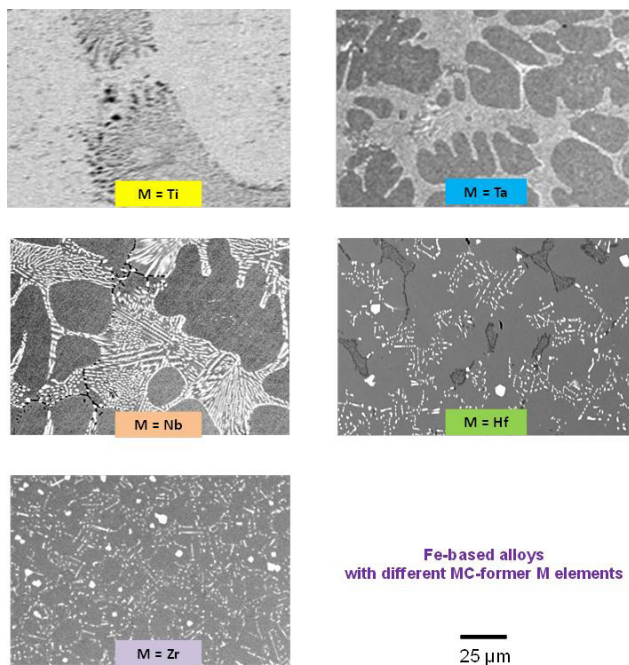 M = Ti
M = Ta
M = Nb
M = Hf
M = Zr
Fe-based alloys
with different MC-former M elements
25 µm